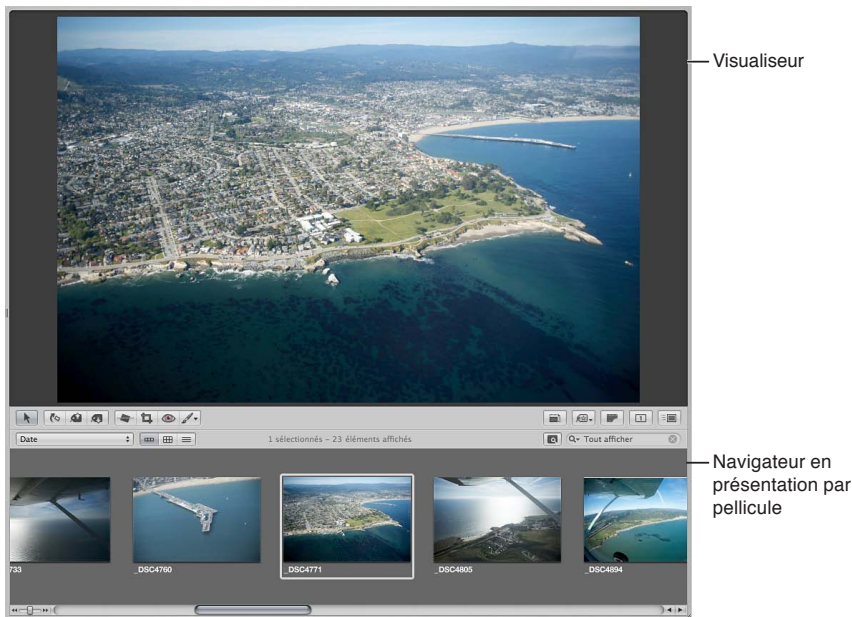 Visualiseur
Date
1 sélectionnés – 23 éléments affichés
Tout afficher
Navigateur en
présentation par
pellicule
733
_DSC4760
_DSC4771
_DSC4805
_DSC4894